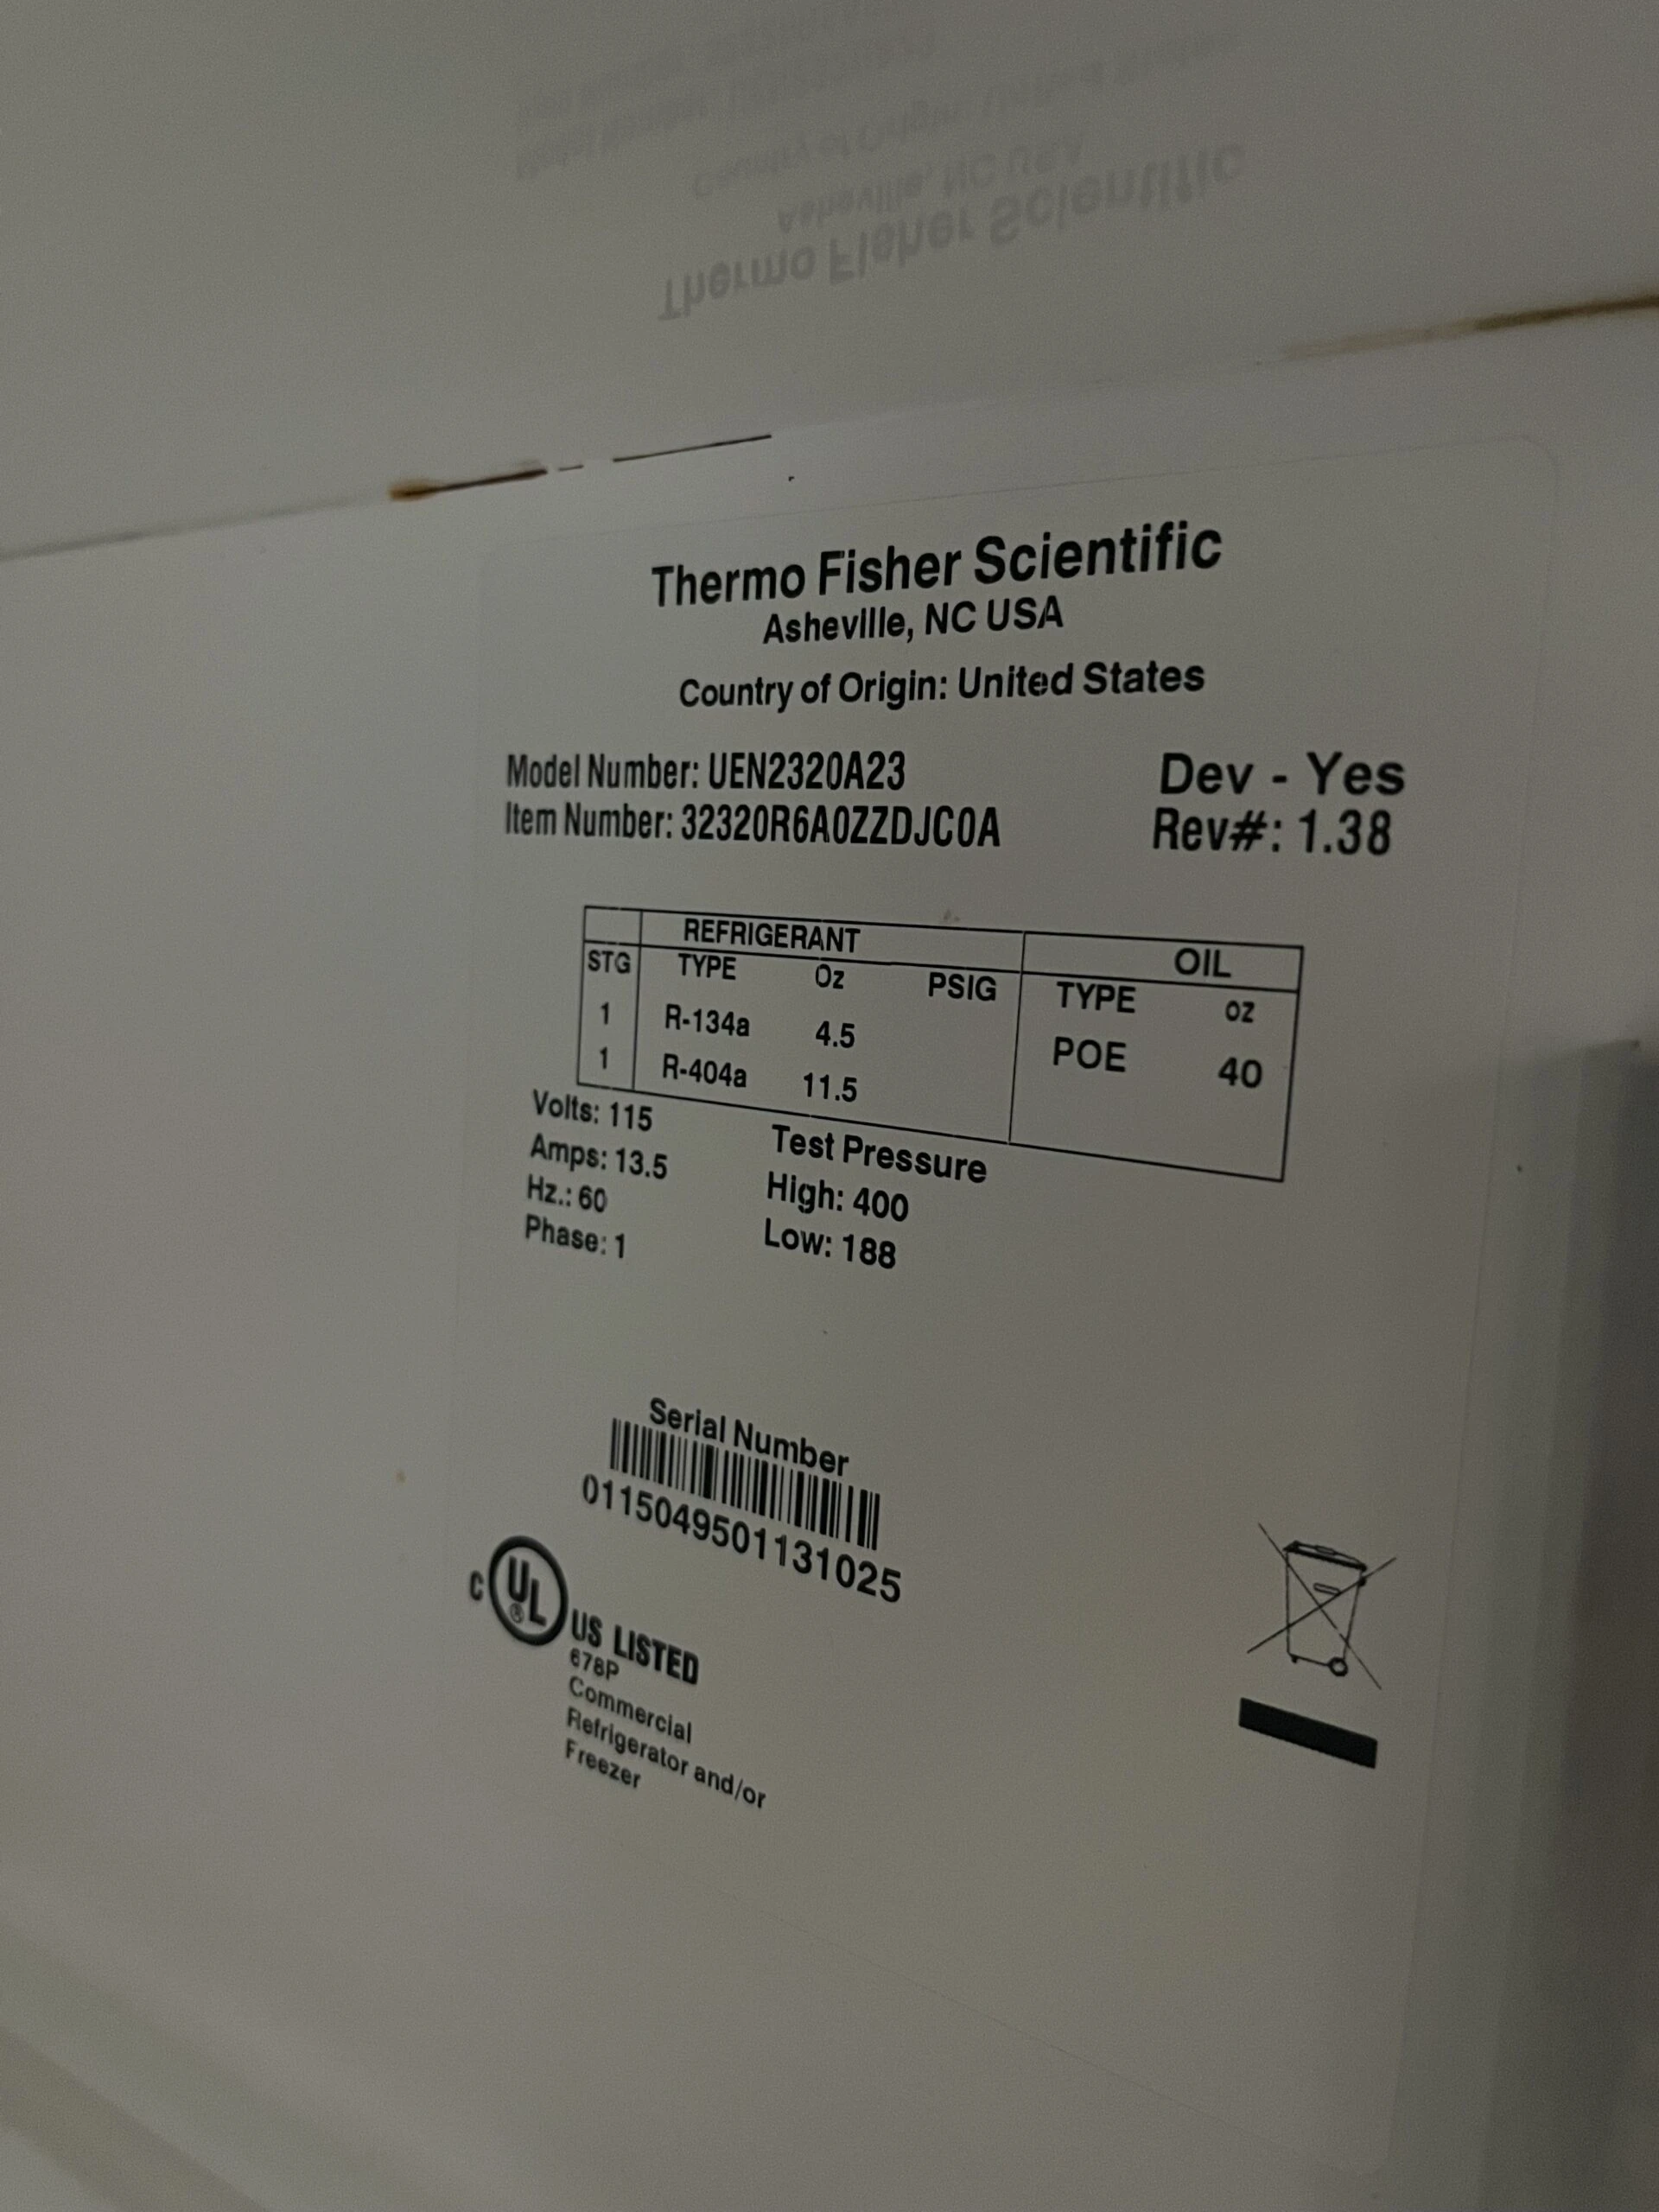 Thermo Fisher Scientific
Asheville, NC USA
Country of Origin: United States
Model Number: UEN2320A23
Item Number: 32320R6A0ZZDJC0A
Dev - Yes
Rev#: 1.38
REFRIGERANT OIL
STG TYPE Oz PSIG TYPE oz
1 R-134a 4.5 POE 40
1 R-404a 11.5
Volts: 115
Amps: 13.5
Hz.: 60
Phase: 1
Test Pressure
High: 400
Low: 188
Serial Number
0115049501131025
C UL ® US LISTED
678P
Commercial
Refrigerator and/or
Freezer